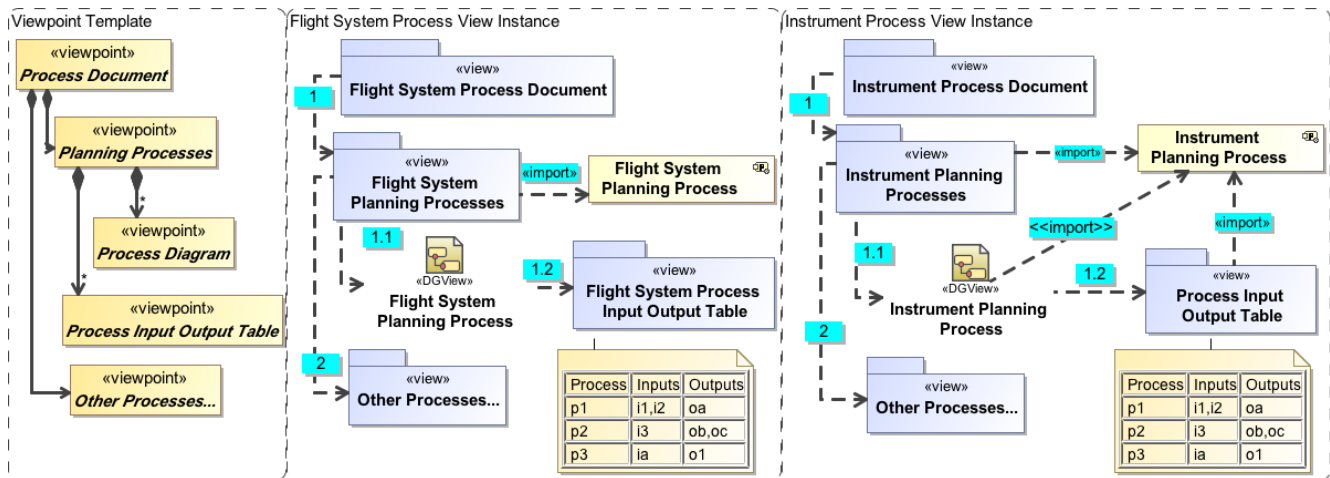 Viewpoint Template
«viewpoint»
Process Document
«viewpoint»
Planning Processes
*
«viewpoint»
Process Diagram
*
«viewpoint»
Process Input Output Table
«viewpoint»
Other Processes...
Flight System Process View Instance
«view»
Flight System Process Document
1
«view»
Flight System
Planning Processes
«import»
Flight System
Planning Process
1.1
«DGView»
Flight System
Planning Process
1.2
«view»
Flight System Process
Input Output Table
2
«view»
Other Processes...
Process Inputs Outputs
p1 i1,i2 oa
p2 i3 ob,oc
p3 ia o1
Instrument Process View Instance
«view»
Instrument Process Document
1
«view»
Instrument Planning
Processes
«import»
Instrument
Planning Process
<<import>>
«import»
1.1
«DGView»
Instrument Planning
Process
1.2
«view»
Process Input
Output Table
2
«view»
Other Processes...
Process Inputs Outputs
p1 i1,i2 oa
p2 i3 ob,oc
p3 ia o1